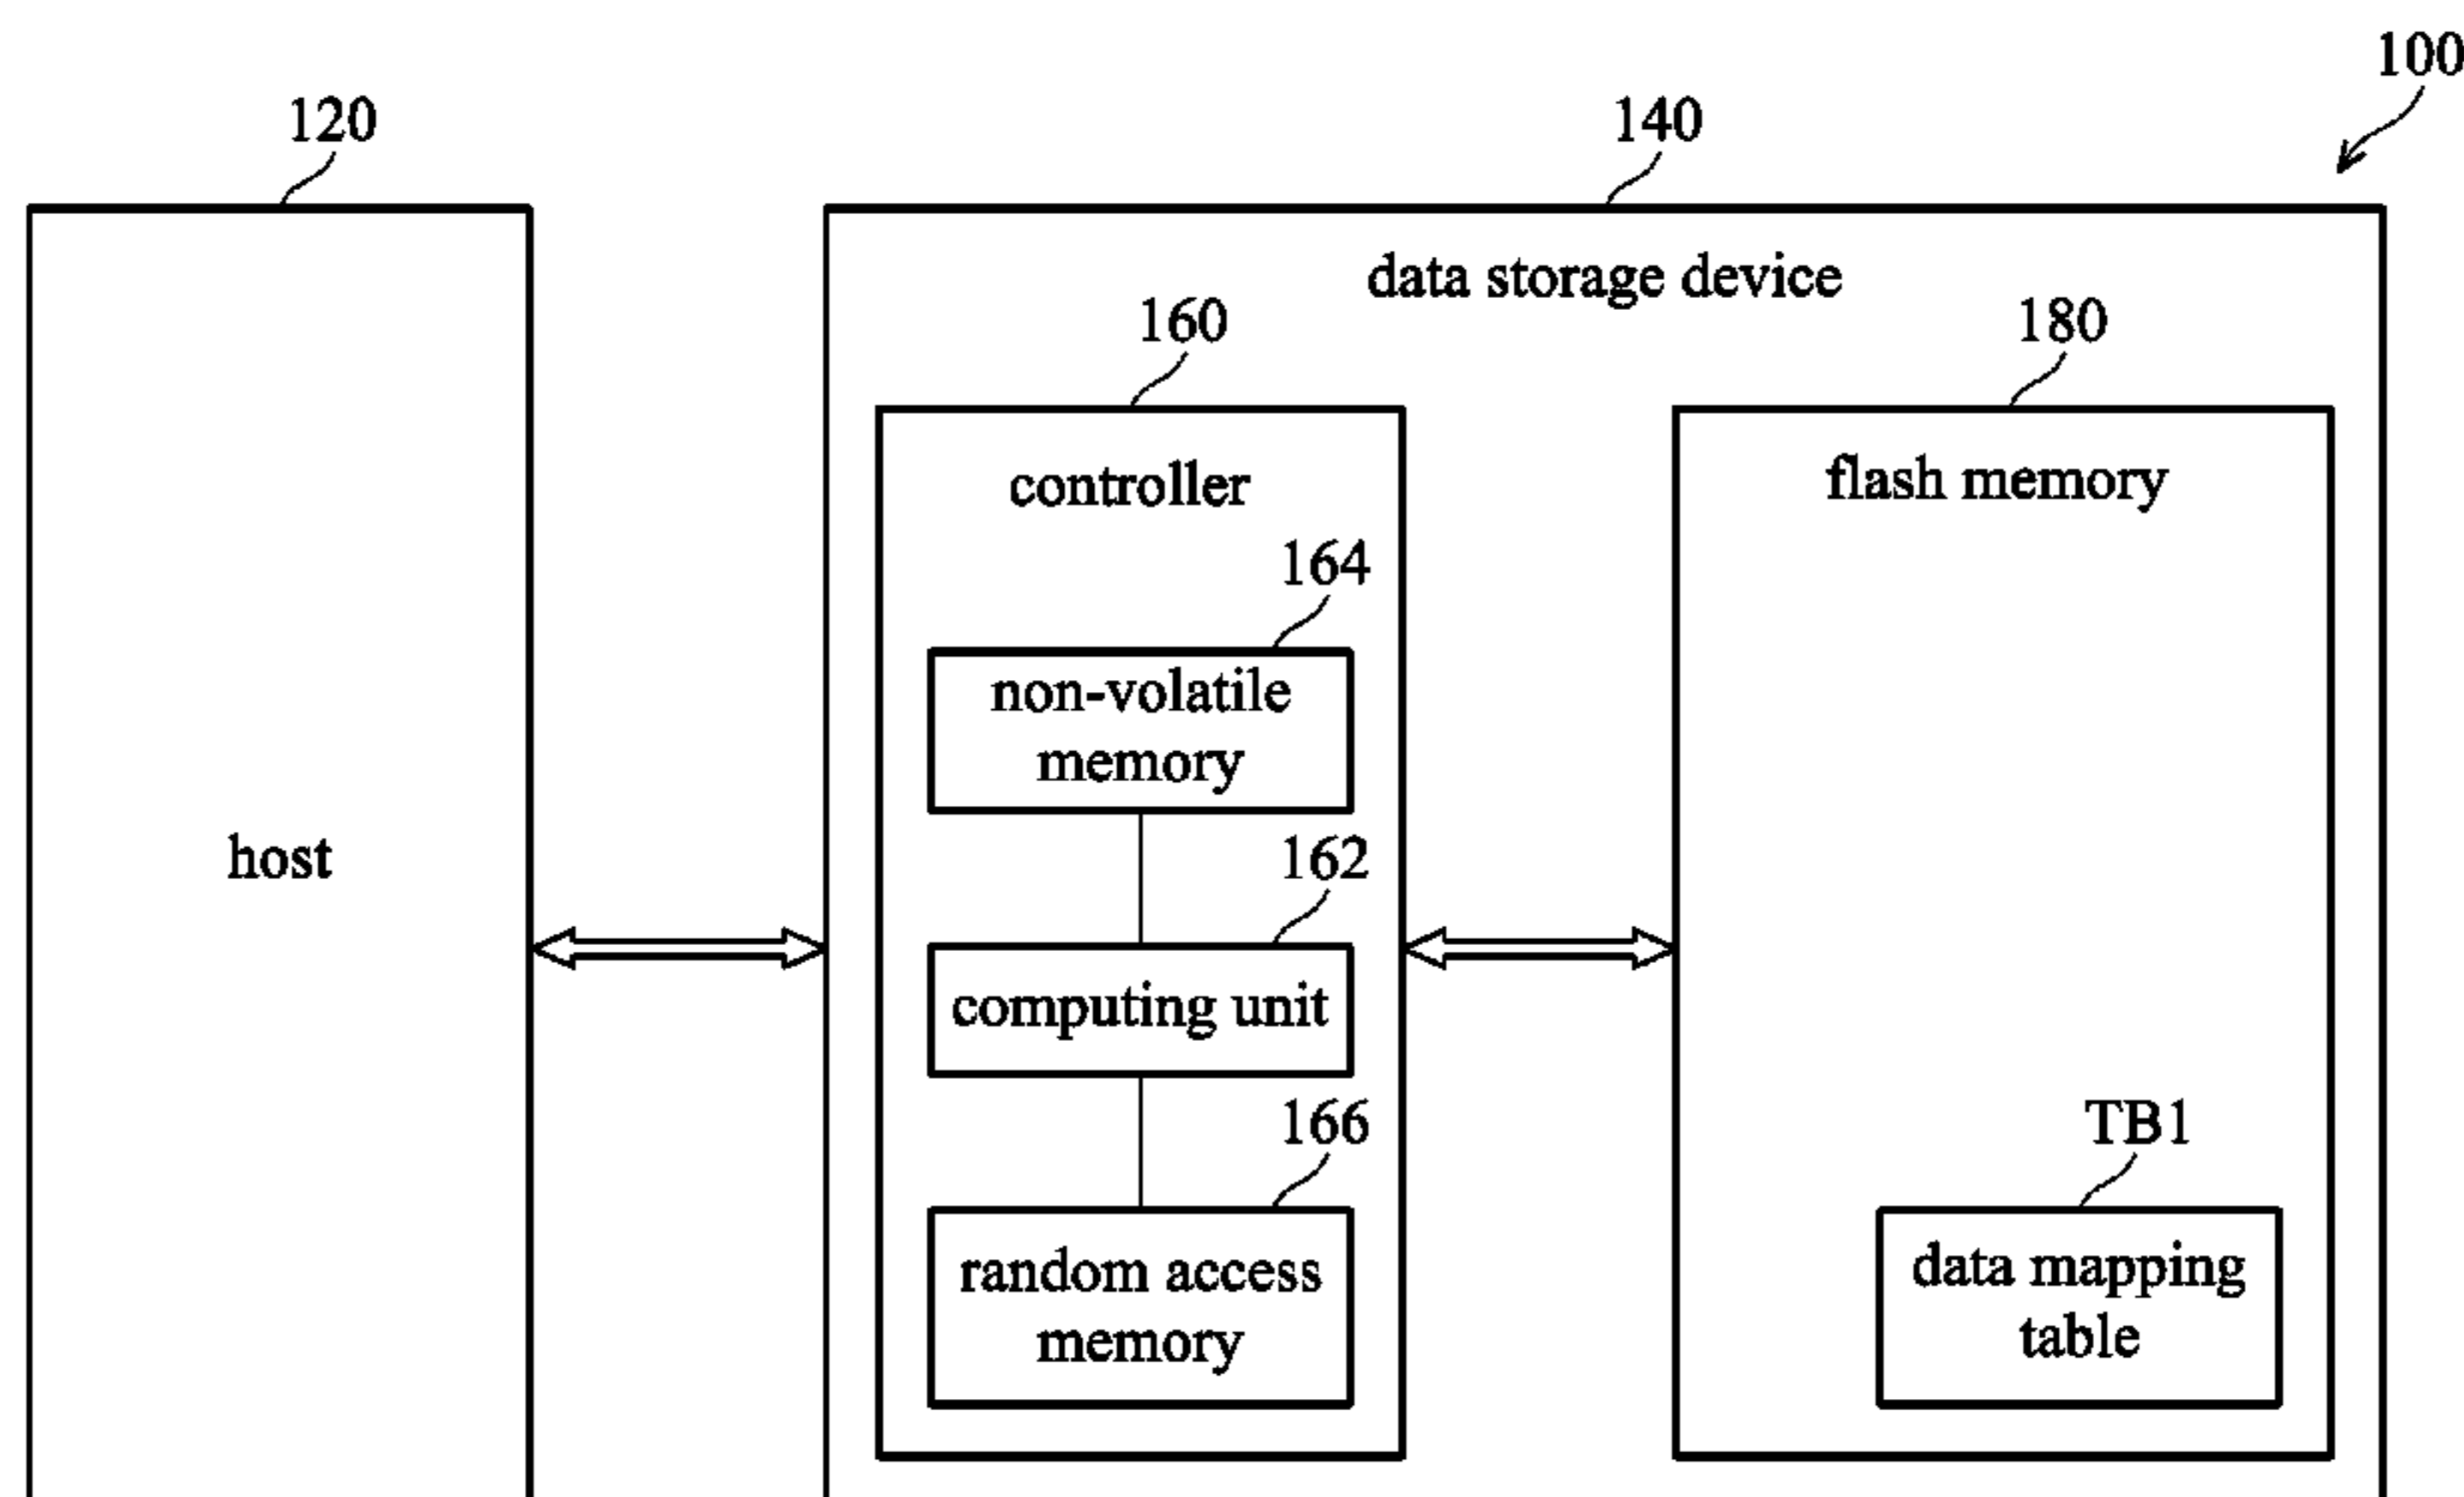 100
120
140
data storage device
160
180
controller
flash memory
164
non-volatile
memory
host
162
computing unit
166
TB1
random access
memory
data mapping
table